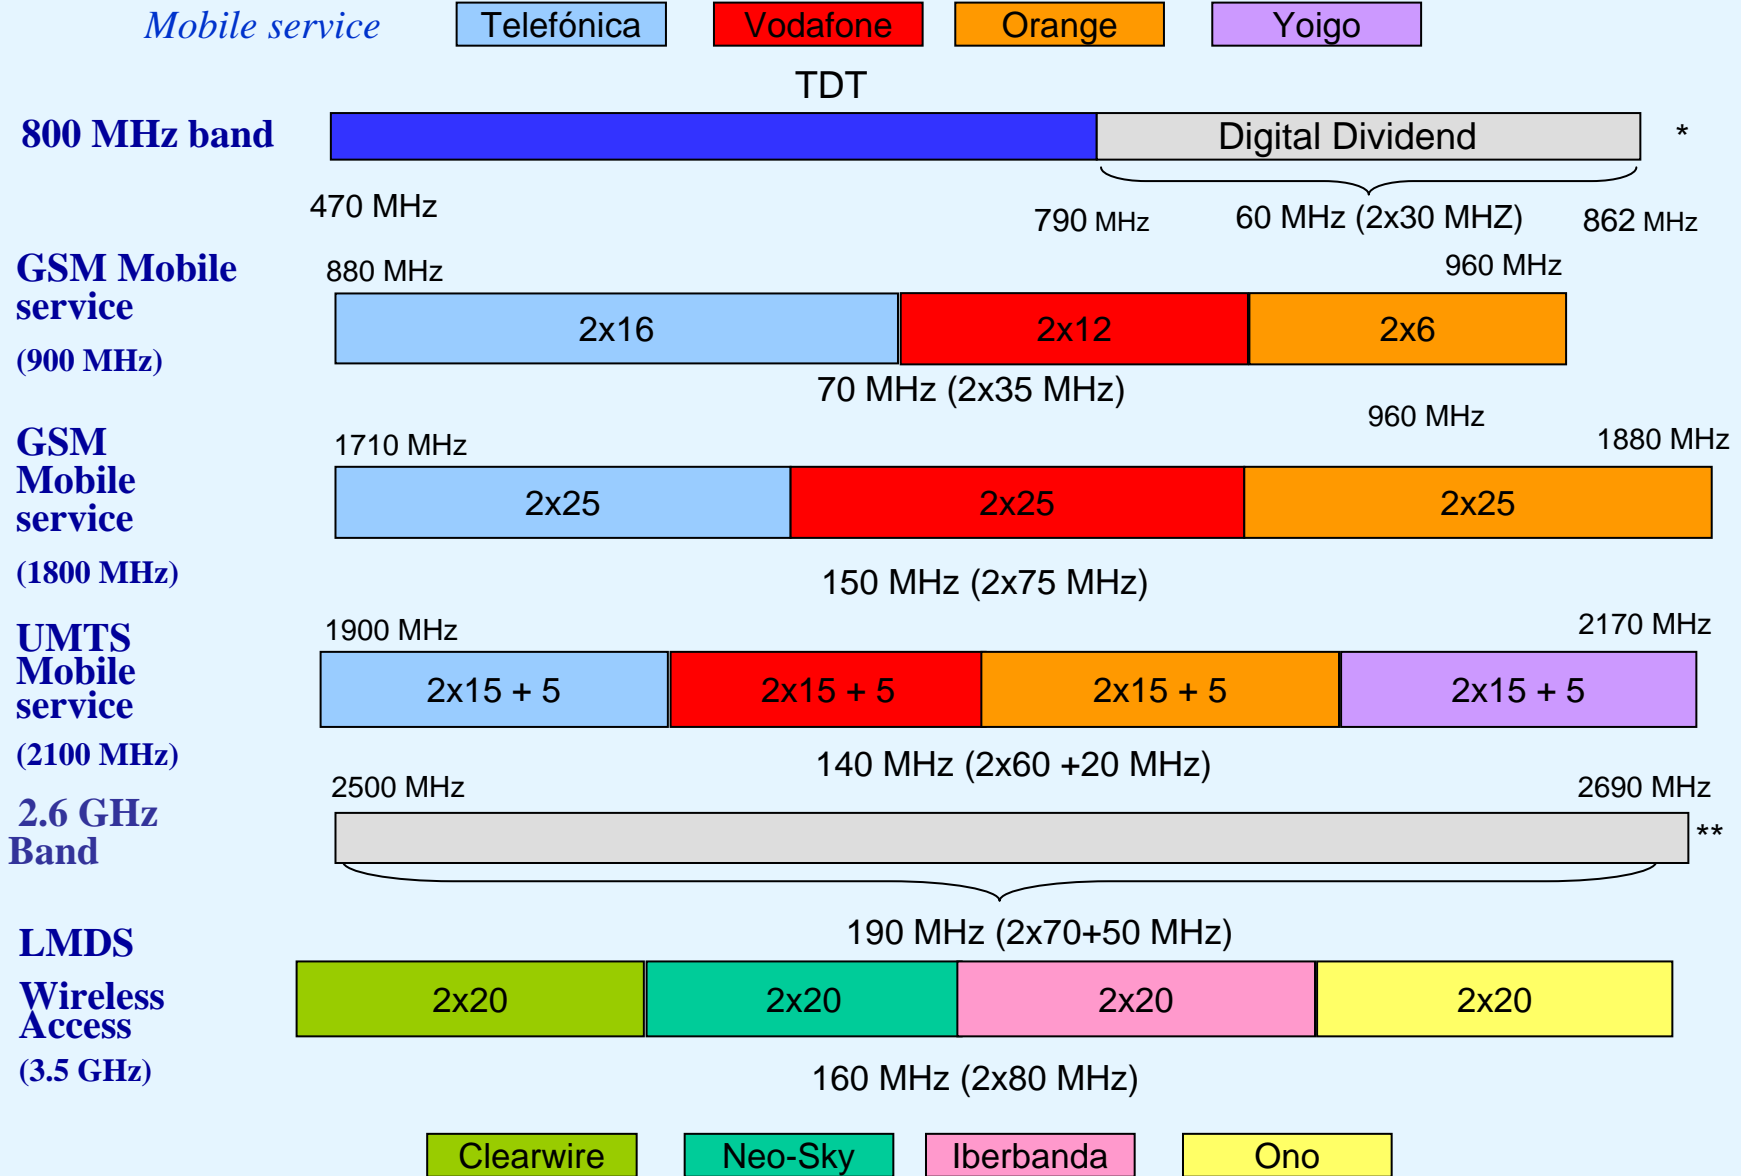 Mobile service Telefónica Vodafone Orange Yoigo
TDT
800 MHz band Digital Dividend *
470 MHz 790 MHz 60 MHz (2x30 MHZ) 862 MHz
GSM Mobile
service
(900 MHz)
880 MHz 960 MHz
2x16 2x12 2x6
70 MHz (2x35 MHz)
960 MHz
GSM
Mobile
service
(1800 MHz)
1710 MHz 1880 MHz
2x25 2x25 2x25
150 MHz (2x75 MHz)
UMTS
Mobile
service
(2100 MHz)
1900 MHz 2170 MHz
2x15 + 5 2x15 + 5 2x15 + 5 2x15 + 5
140 MHz (2x60 +20 MHz)
2500 MHz 2690 MHz
2.6 GHz
Band
**
190 MHz (2x70+50 MHz)
LMDS
Wireless
Access
(3.5 GHz)
2x20 2x20 2x20 2x20
160 MHz (2x80 MHz)
Clearwire Neo-Sky Iberbanda Ono